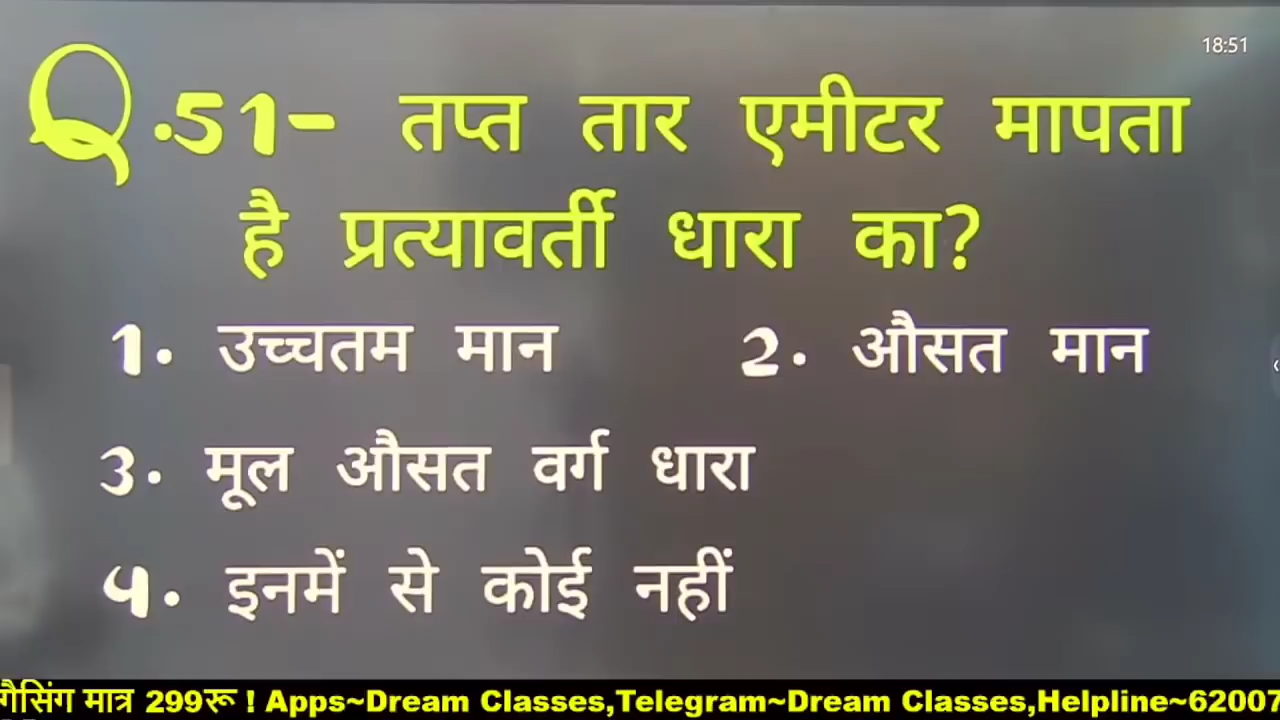 18:51
Q.51- तप्त तार एमीटर मापता
है प्रत्यावर्ती धारा का?
1. उच्चतम मान 2. औसत मान
3. मूल औसत वर्ग धारा
4. इनमें से कोई नहीं
गैसिंग मात्र 299रू ! Apps~Dream Classes,Telegram~Dream Classes,Helpline~62007